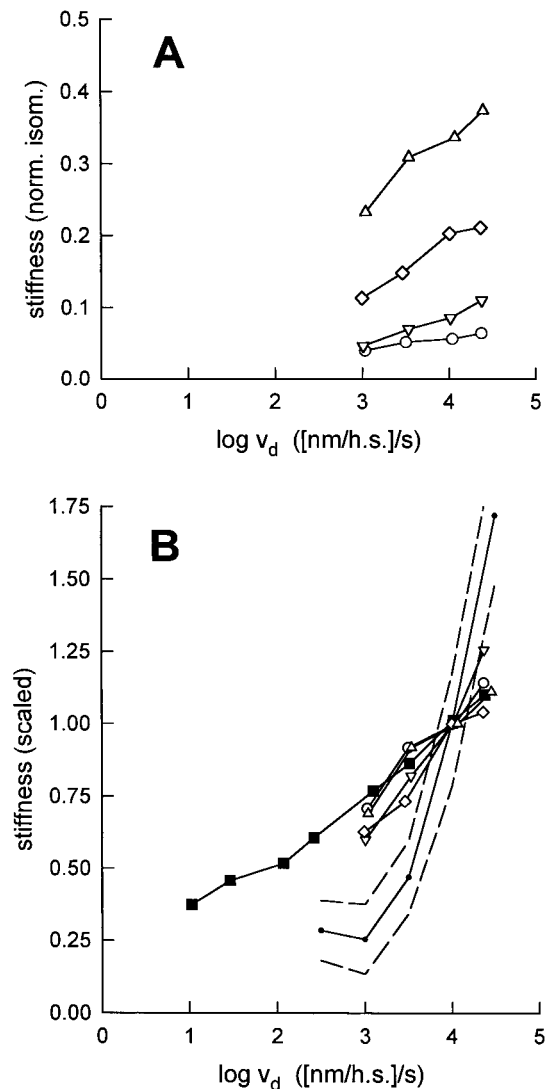 A
stiffness (norm. isom.)
0.5
0.4
0.3
0.2
0.1
0.0
0 1 2 3 4 5
log v_d ([nm/h.s.]/s)
B
stiffness (scaled)
1.75
1.50
1.25
1.00
0.75
0.50
0.25
0.00
0 1 2 3 4 5
log v_d ([nm/h.s.]/s)